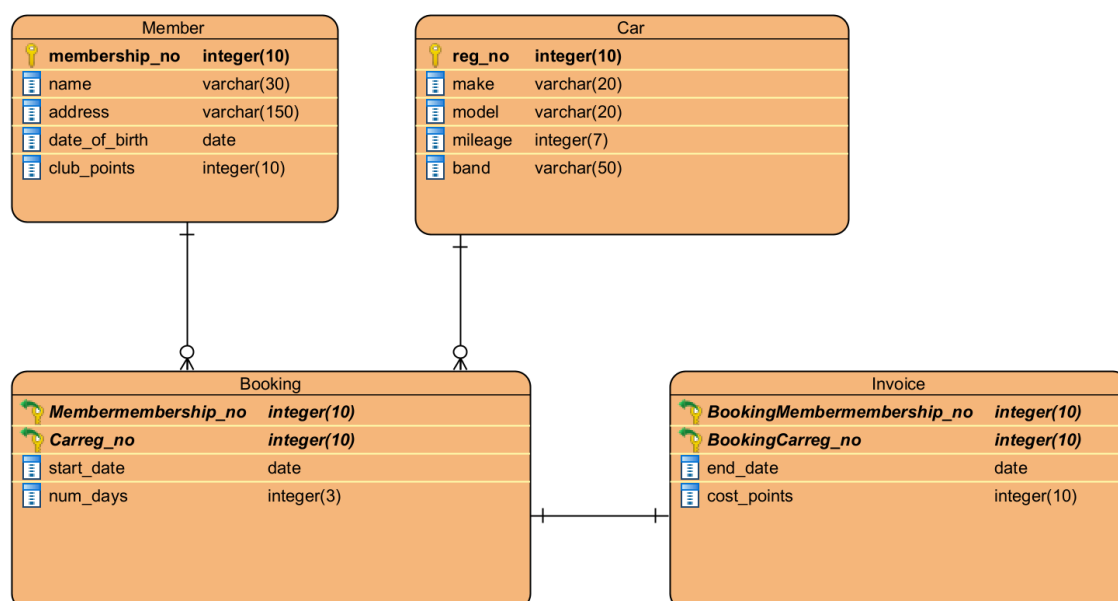 Member
membership_no integer(10)
name varchar(30)
address varchar(150)
date_of_birth date
club_points integer(10)
Car
reg_no integer(10)
make varchar(20)
model varchar(20)
mileage integer(7)
band varchar(50)
Booking
Membermembership_no integer(10)
Carreg_no integer(10)
start_date date
num_days integer(3)
Invoice
BookingMembermembership_no integer(10)
BookingCarreg_no integer(10)
end_date date
cost_points integer(10)